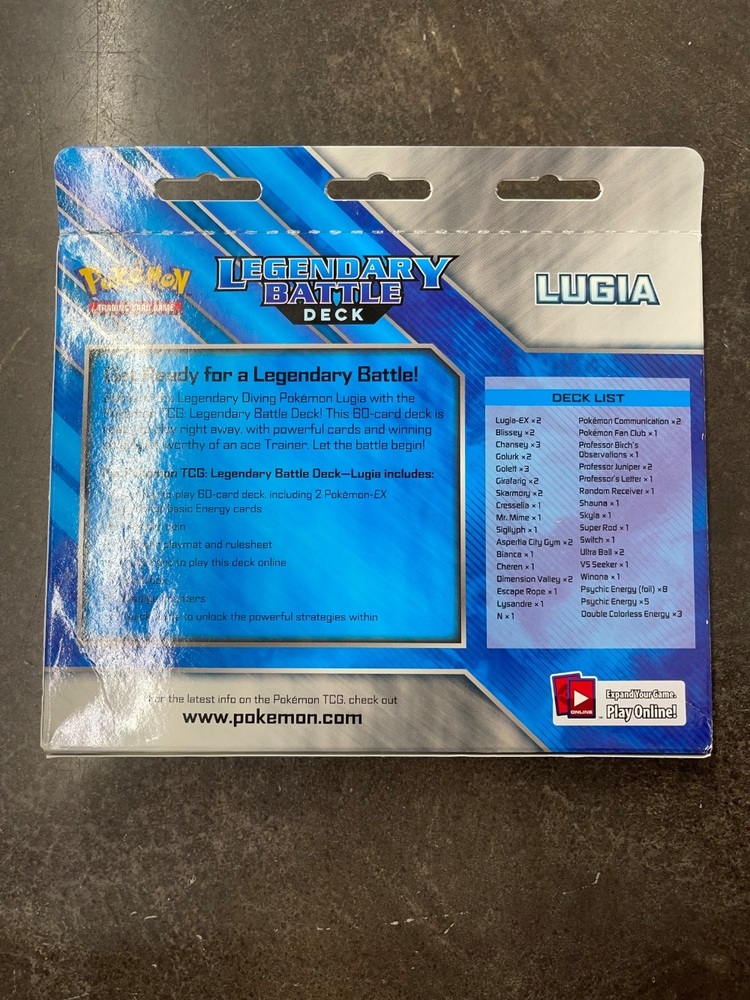 POKéMON
TRADING CARD GAME
LEGENDARY
BATTLE
DECK
LUGIA
Ready for a Legendary Battle!
Legendary Diving Pokémon Lugia with the
TCG: Legendary Battle Deck! This 60-card deck is
right away, with powerful cards and winning
worthy of an ace Trainer. Let the battle begin!
TCG: Legendary Battle Deck—Lugia includes:
to play 60-card deck, including 2 Pokémon-EX
basic Energy cards
playmat and rulesheet
to play this deck online
to unlock the powerful strategies within
DECK LIST
Lugia-EX × 2
Blissey × 2
Chansey × 3
Golurk × 2
Golett × 3
Girafarig × 2
Skarmory × 2
Cresselia × 1
Mr. Mime × 1
Sigilyph × 1
Aspertia City Gym × 2
Bianca × 1
Cheren × 1
Dimension Valley × 2
Escape Rope × 1
Lysandre × 1
N × 1
Pokémon Communication × 2
Pokémon Fan Club × 1
Professor Birch's
Observations × 1
Professor Juniper × 2
Professor's Letter × 1
Random Receiver × 1
Shauna × 1
Skyla × 1
Super Rod × 1
Switch × 1
Ultra Ball × 2
VS Seeker × 1
Winona × 1
Psychic Energy (foil) × 8
Psychic Energy × 5
Double Colorless Energy × 3
For the latest info on the Pokémon TCG, check out
www.pokemon.com
ONLINE
Expand Your Game.
Play Online!